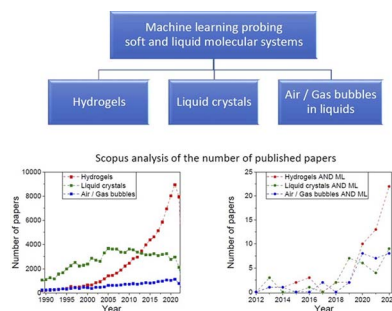 Machine learning probing
soft and liquid molecular systems
Hydrogels
Liquid crystals
Air / Gas bubbles
in liquids
Scopus analysis of the number of published papers
Number of papers
10000
8000
6000
4000
2000
0
Hydrogels
Liquid crystals
Air / Gas bubbles
1990 1995 2000 2005 2010 2015 2020
Year
Number of papers
25
20
15
10
5
0
Hydrogels AND ML
Liquid crystals AND ML
Air / Gas bubbles AND ML
2012 2014 2016 2018 2020 2022
Year